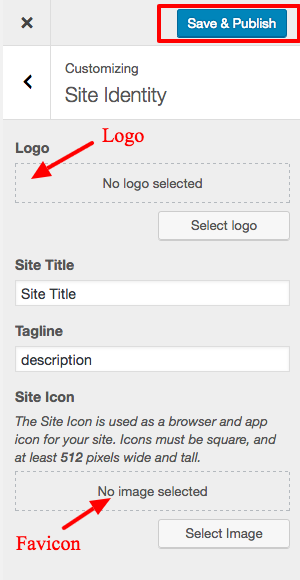 Save & Publish
Customizing
Site Identity
Logo
Logo
No logo selected
Select logo
Site Title
Site Title
Tagline
description
Site Icon
The Site Icon is used as a browser and app
icon for your site. Icons must be square, and
at least 512 pixels wide and tall.
No image selected
Favicon
Select Image